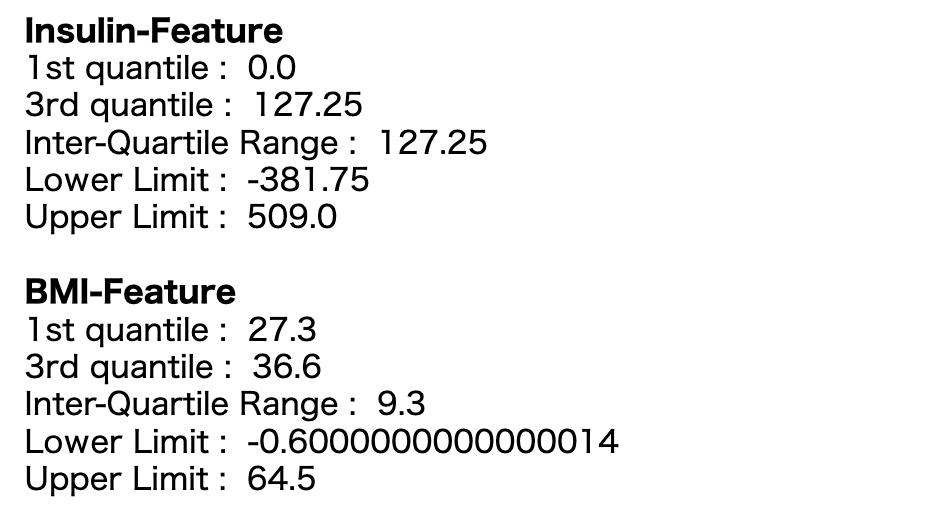 Insulin-Feature
1st quantile :  0.0
3rd quantile :  127.25
Inter-Quartile Range :  127.25
Lower Limit :  -381.75
Upper Limit :  509.0

BMI-Feature
1st quantile :  27.3
3rd quantile :  36.6
Inter-Quartile Range :  9.3
Lower Limit :  -0.6000000000000014
Upper Limit :  64.5